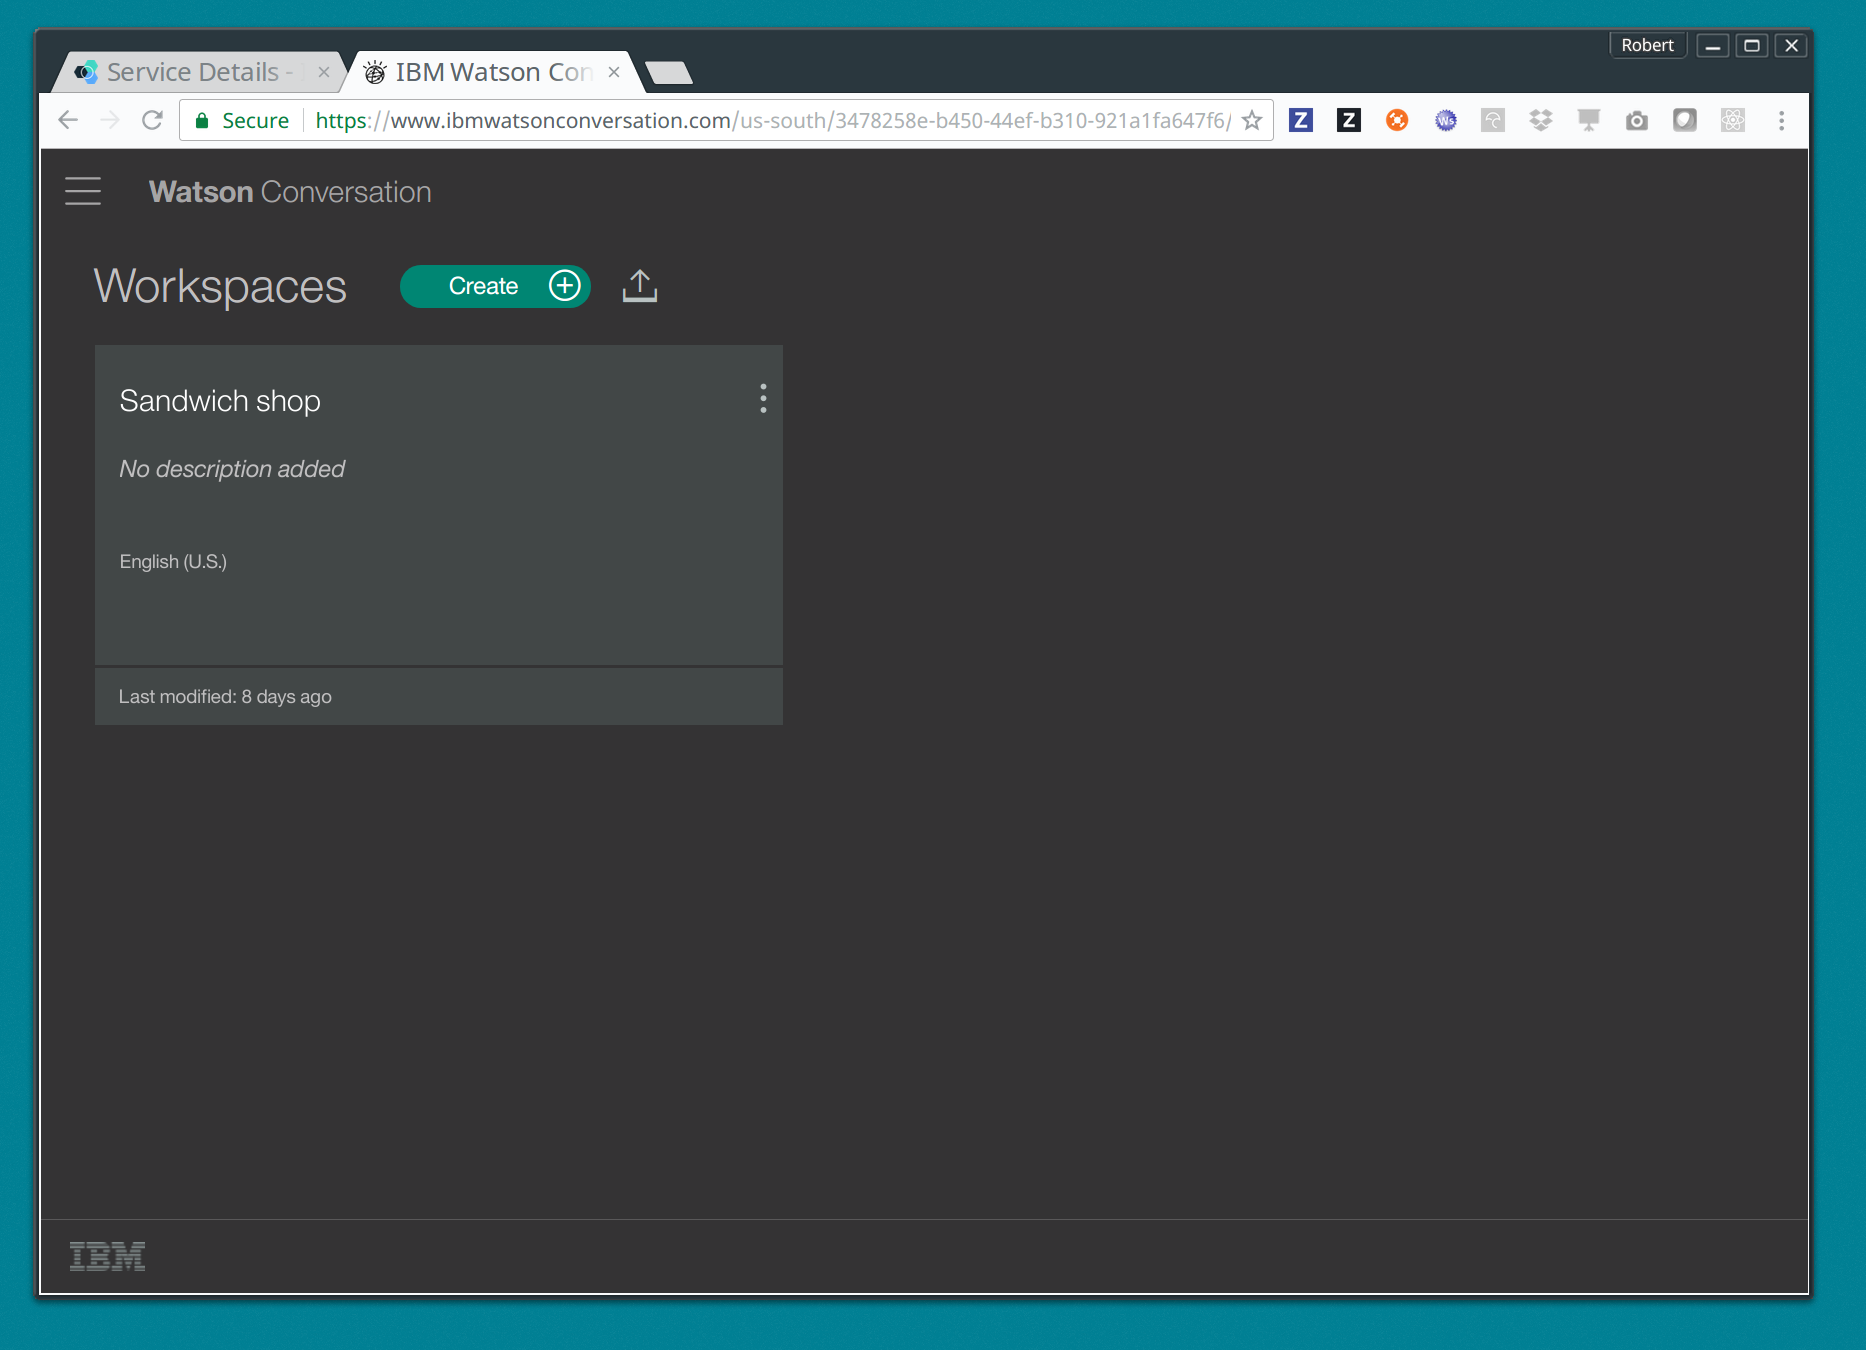 Robert
Service Details -
IBM Watson Con
Secure
https://www.ibmwatsonconversation.com/us-south/3478258e-b450-44ef-b310-921a1fa647f6/
Z
Z
Ws
Watson Conversation
Workspaces
Create
Sandwich shop
No description added
English (U.S.)
Last modified: 8 days ago
IBM